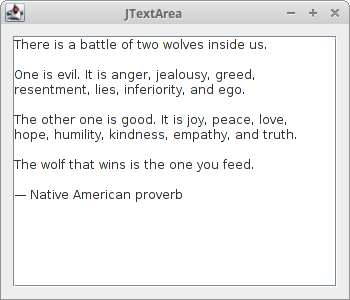 JTextArea
There is a battle of two wolves inside us.
One is evil. It is anger, jealousy, greed,
resentment, lies, inferiority, and ego.
The other one is good. It is joy, peace, love,
hope, humility, kindness, empathy, and truth.
The wolf that wins is the one you feed.
— Native American proverb